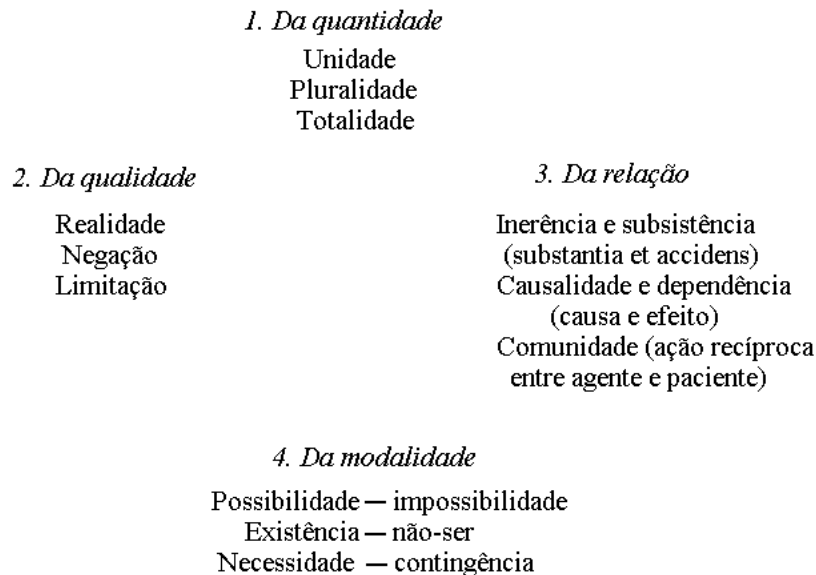 1. Da quantidade
Unidade
Pluralidade
Totalidade
2. Da qualidade
Realidade
Negação
Limitação
3. Da relação
Inerência e subsistência
(substantia et accidens)
Causalidade e dependência
(causa e efeito)
Comunidade (ação recíproca
entre agente e paciente)
4. Da modalidade
Possibilidade — impossibilidade
Existência — não-ser
Necessidade — contingência